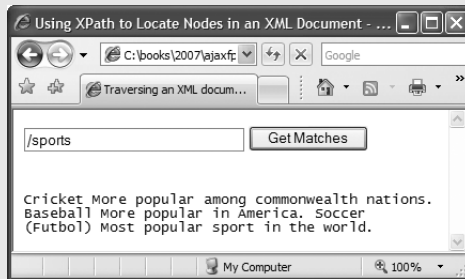 Using XPath to Locate Nodes in an XML Document - ...
C:\books\2007\ajaxfp
Google
Traversing an XML docum...
»
/sports
Get Matches
Cricket More popular among commonwealth nations.
Baseball More popular in America. Soccer
(Futbol) Most popular sport in the world.
My Computer
100%